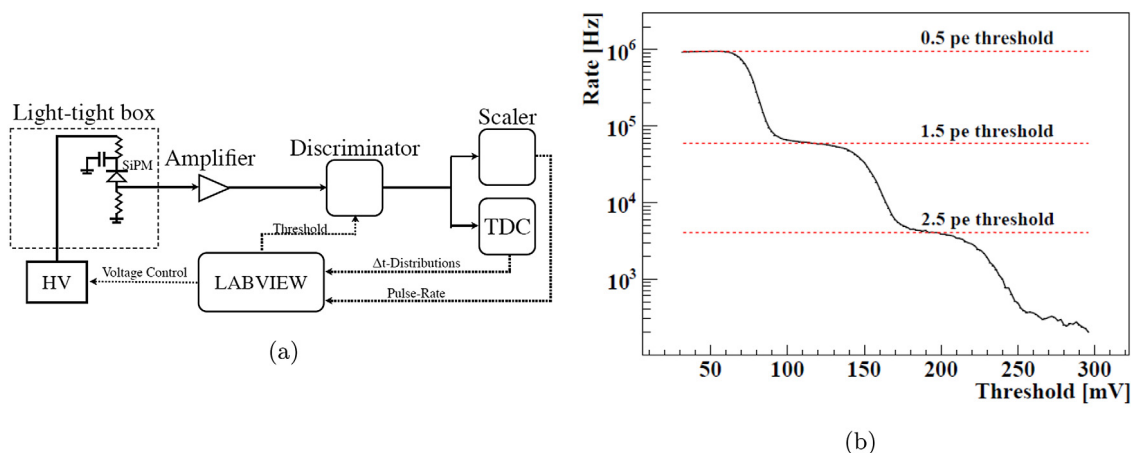 Light-tight box
SiPM
Amplifier
Discriminator
Scaler
TDC
Threshold
HV
Voltage Control
LABVIEW
Δt-Distributions
Pulse-Rate
(a)
Rate [Hz]
10⁶
10⁵
10⁴
10³
0.5 pe threshold
1.5 pe threshold
2.5 pe threshold
50 100 150 200 250 300
Threshold [mV]
(b)